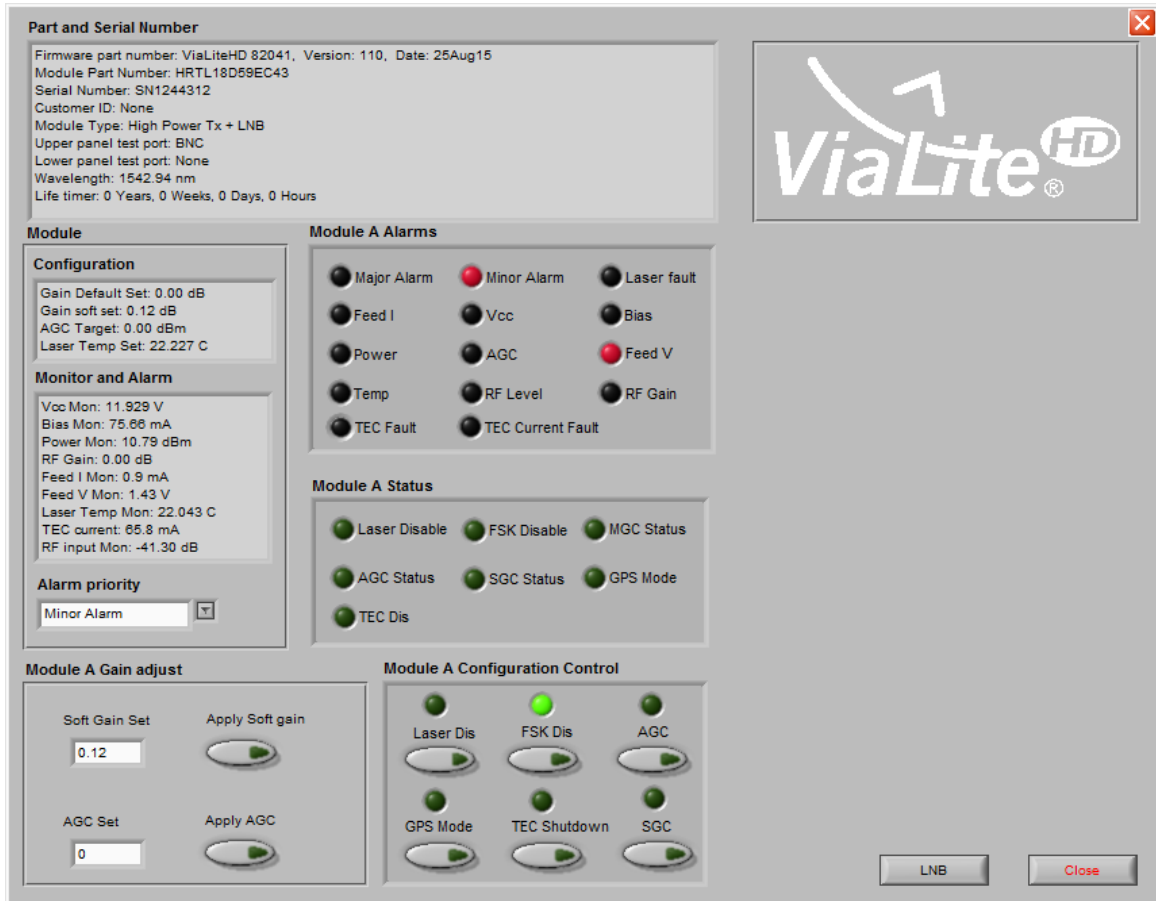 Part and Serial Number
Firmware part number: ViaLiteHD 82041, Version: 110, Date: 25Aug15
Module Part Number: HRTL18D59EC43
Serial Number: SN1244312
Customer ID: None
Module Type: High Power Tx + LNB
Upper panel test port: BNC
Lower panel test port: None
Wavelength: 1542.94 nm
Life timer: 0 Years, 0 Weeks, 0 Days, 0 Hours
ViaLite HD ®
Module
Configuration
Gain Default Set: 0.00 dB
Gain soft set: 0.12 dB
AGC Target: 0.00 dBm
Laser Temp Set: 22.227 C
Monitor and Alarm
Vcc Mon: 11.929 V
Bias Mon: 75.66 mA
Power Mon: 10.79 dBm
RF Gain: 0.00 dB
Feed I Mon: 0.9 mA
Feed V Mon: 1.43 V
Laser Temp Mon: 22.043 C
TEC current: 65.8 mA
RF input Mon: -41.30 dB
Alarm priority
Minor Alarm
Module A Alarms
Major Alarm Minor Alarm Laser fault
Feed I Vcc Bias
Power AGC Feed V
Temp RF Level RF Gain
TEC Fault TEC Current Fault
Module A Status
Laser Disable FSK Disable MGC Status
AGC Status SGC Status GPS Mode
TEC Dis
Module A Gain adjust
Soft Gain Set Apply Soft gain
0.12
AGC Set Apply AGC
0
Module A Configuration Control
Laser Dis FSK Dis AGC
GPS Mode TEC Shutdown SGC
LNB Close